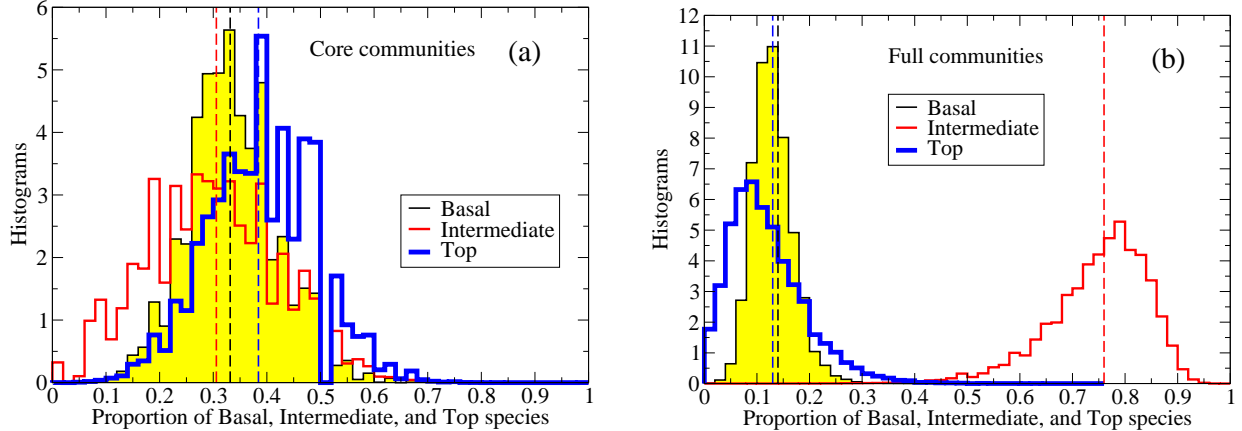 6
5
4
3
2
1
0
Histograms
Core communities
(a)
Basal
Intermediate
Top
0 0.1 0.2 0.3 0.4 0.5 0.6 0.7 0.8 0.9 1
Proportion of Basal, Intermediate, and Top species
12
11
10
9
8
7
6
5
4
3
2
1
0
Histograms
Full communities
(b)
Basal
Intermediate
Top
0 0.1 0.2 0.3 0.4 0.5 0.6 0.7 0.8 0.9 1
Proportion of Basal, Intermediate, and Top species